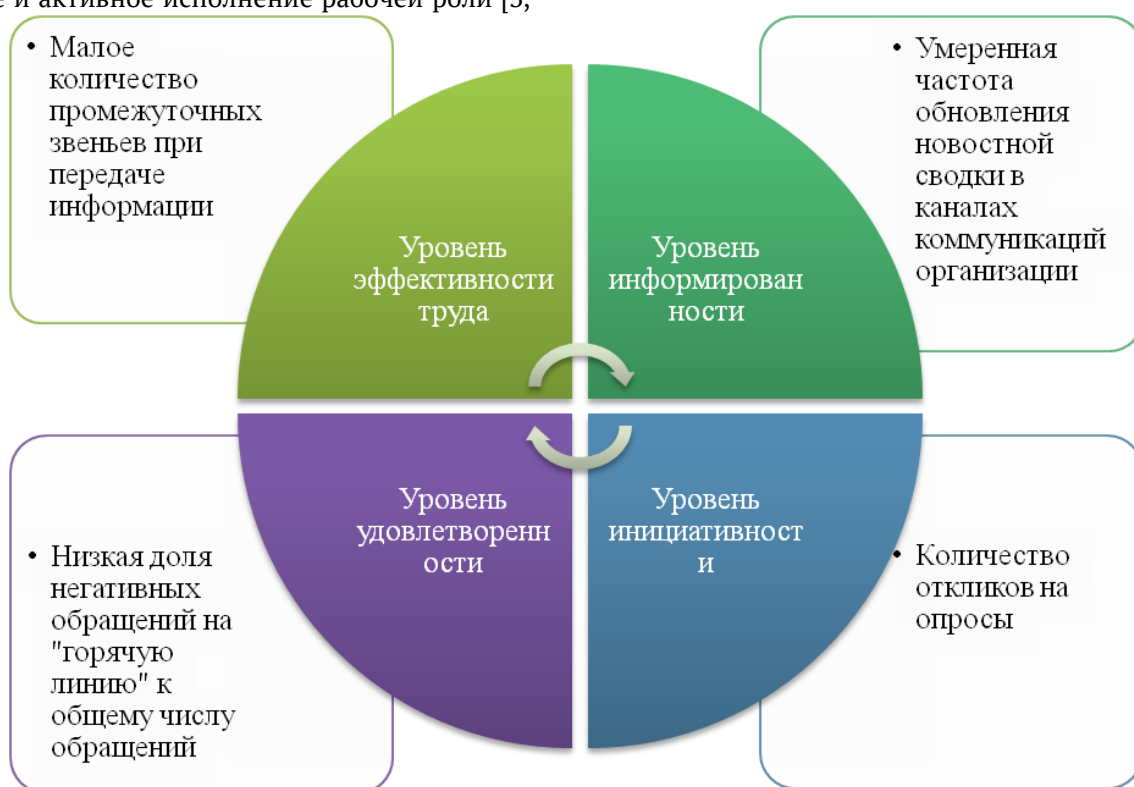 е и активное исполнение рабочей роли [5,
• Малое
количество
промежуточных
звеньев при
передаче
информации
• Умеренная
частота
обновления
новостной
сводки в
каналах
коммуникаций
организации
Уровень
эффективности
труда
Уровень
информирован
ности
Уровень
удовлетворенн
ости
Уровень
инициативност
и
• Низкая доля
негативных
обращений на
"горячую
линию" к
общему числу
обращений
• Количество
откликов на
опросы